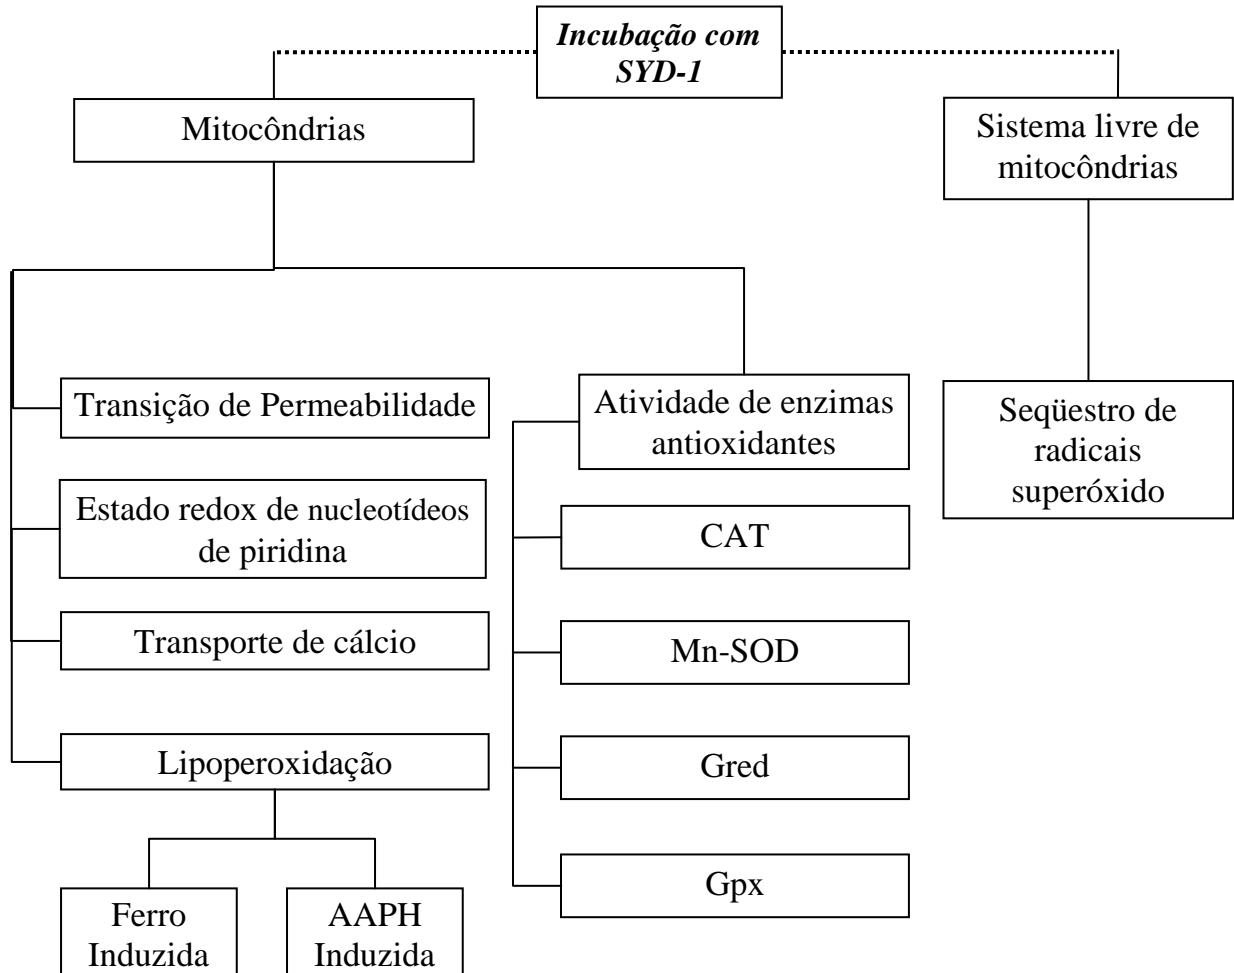 Incubação com
SYD-1
Mitocôndrias
Sistema livre de
mitocôndrias
Transição de Permeabilidade
Estado redox de nucleotídeos
de piridina
Transporte de cálcio
Lipoperoxidação
Ferro
Induzida
AAPH
Induzida
Atividade de enzimas
antioxidantes
CAT
Mn-SOD
Gred
Gpx
Seqüestro de
radicais
superóxido